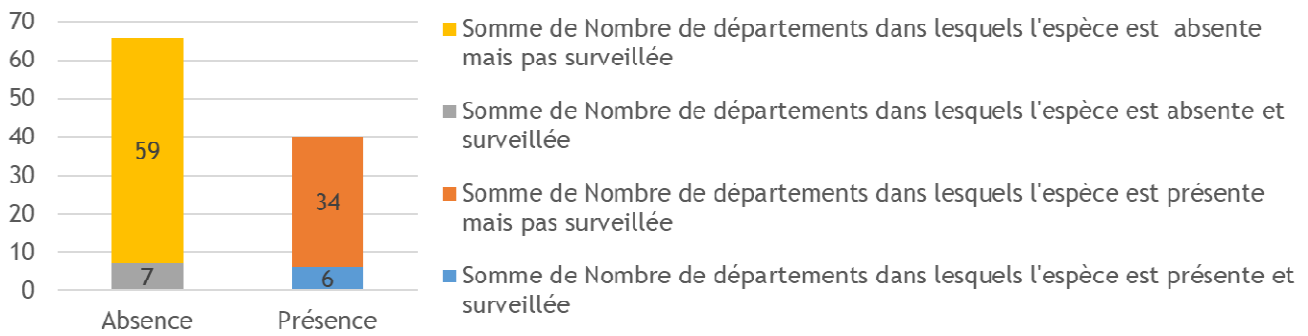 70
60
50
40
30
20
10
0
59
7
34
6
Absence
Présence
Somme de Nombre de départements dans lesquels l'espèce est  absente
mais pas surveillée
Somme de Nombre de départements dans lesquels l'espèce est absente et
surveillée
Somme de Nombre de départements dans lesquels l'espèce est présente
mais pas surveillée
Somme de Nombre de départements dans lesquels l'espèce est présente et
surveillée